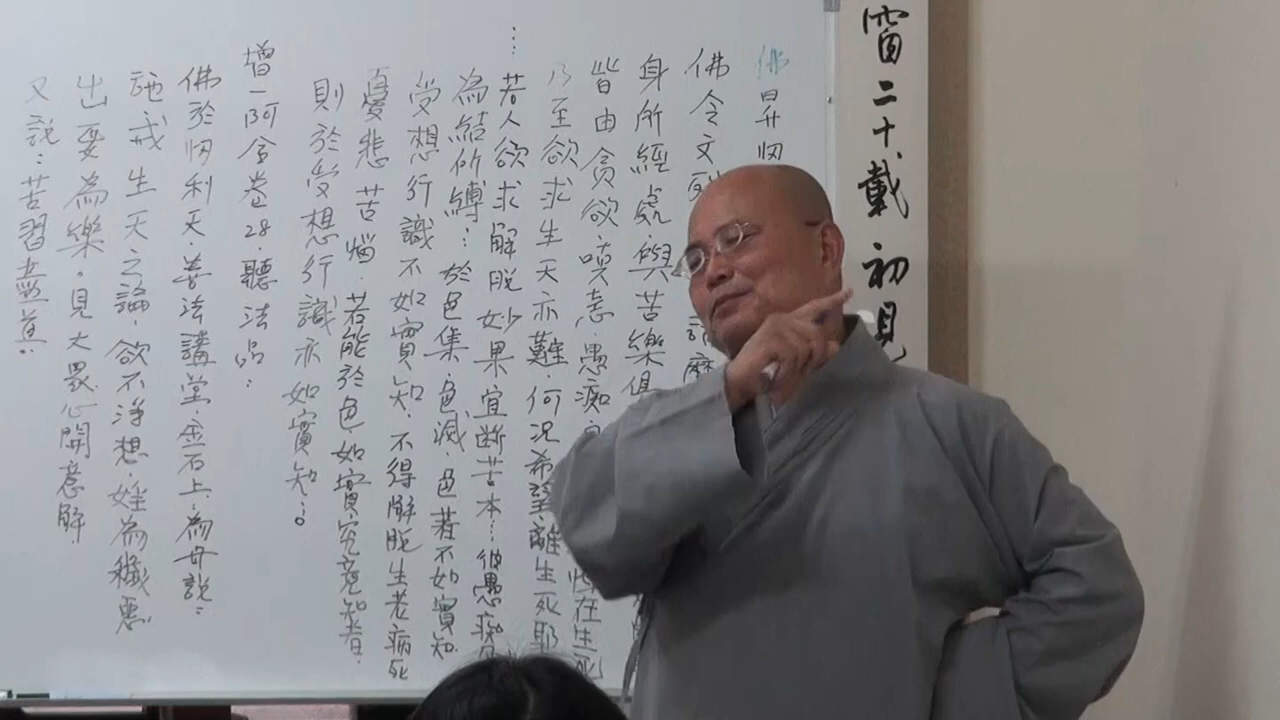 窗二十載初見
佛昇忉
佛令文殊
身所經處.與苦樂俱
皆由貪欲.嗔恚.愚癡
在生死
乃至欲求生天亦難.何況希望離生死耶
…若人欲求解脫妙果宜断苦本…彼愚癡
為結所縛：於色集.色滅.色著不如實知
受想行識不如實知.不得解脫生老病死
憂悲苦惱.若能於色如實究竟知者.
則於受想行識亦如實知…。
增一阿含卷28.聽法品：
佛於忉利天.善法講堂.金石上.為母說：
施戒生天之論.欲不淨想.婬為穢惡
出要為樂。見大眾心開意解
又說：苦習盡道…